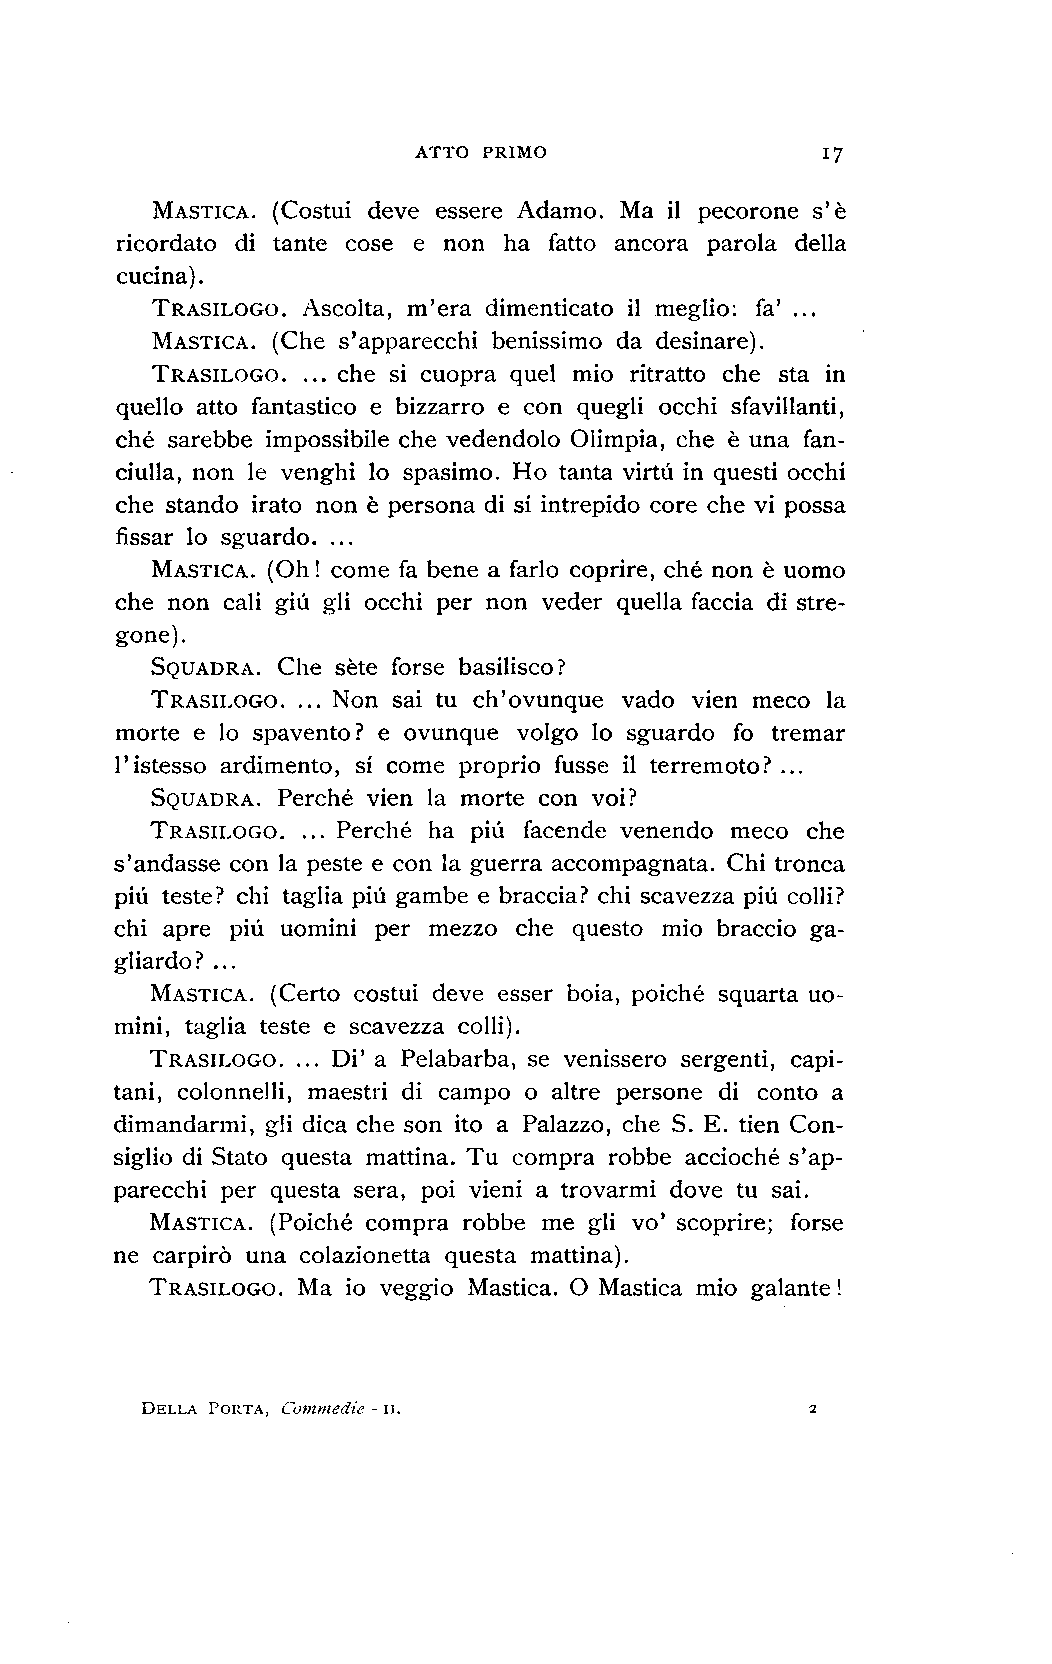 ATTO PRIMO 17
MASTICA. (Costui deve essere Adamo. Ma il pecorone s'è
ricordato di tante cose e non ha fatto ancora parola della
cucina).
TRASILOGO. Ascolta, m'era dimenticato il meglio: fa' ...
MASTICA. (Che s'apparecchi benissimo da desinare).
TRASILOGO. ... che si cuopra quel mio ritratto che sta in
quello atto fantastico e bizzarro e con quegli occhi sfavillanti,
ché sarebbe impossibile che vedendolo Olimpia, che è una fan-
ciulla, non le venghi lo spasimo. Ho tanta virtú in questi occhi
che stando irato non è persona di sí intrepido core che vi possa
fissar lo sguardo. ...
MASTICA. (Oh! come fa bene a farlo coprire, ché non è uomo
che non cali giú gli occhi per non veder quella faccia di stre-
gone).
SQUADRA. Che sète forse basilisco?
TRASILOGO. ... Non sai tu ch'ovunque vado vien meco la
morte e lo spavento? e ovunque volgo lo sguardo fo tremar
l'istesso ardimento, sí come proprio fusse il terremoto? ...
SQUADRA. Perché vien la morte con voi?
TRASILOGO. ... Perché ha piú facende venendo meco che
s'andasse con la peste e con la guerra accompagnata. Chi tronca
piú teste? chi taglia piú gambe e braccia? chi scavezza piú colli?
chi apre piú uomini per mezzo che questo mio braccio ga-
gliardo? ...
MASTICA. (Certo costui deve esser boia, poiché squarta uo-
mini, taglia teste e scavezza colli).
TRASILOGO. ... Di' a Pelabarba, se venissero sergenti, capi-
tani, colonnelli, maestri di campo o altre persone di conto a
dimandarmi, gli dica che son ito a Palazzo, che S. E. tien Con-
siglio di Stato questa mattina. Tu compra robbe accioché s'ap-
parecchi per questa sera, poi vieni a trovarmi dove tu sai.
MASTICA. (Poiché compra robbe me gli vo' scoprire; forse
ne carpirò una colazionetta questa mattina).
TRASILOGO. Ma io veggio Mastica. O Mastica mio galante!
DELLA PORTA, Commedie - II. 2